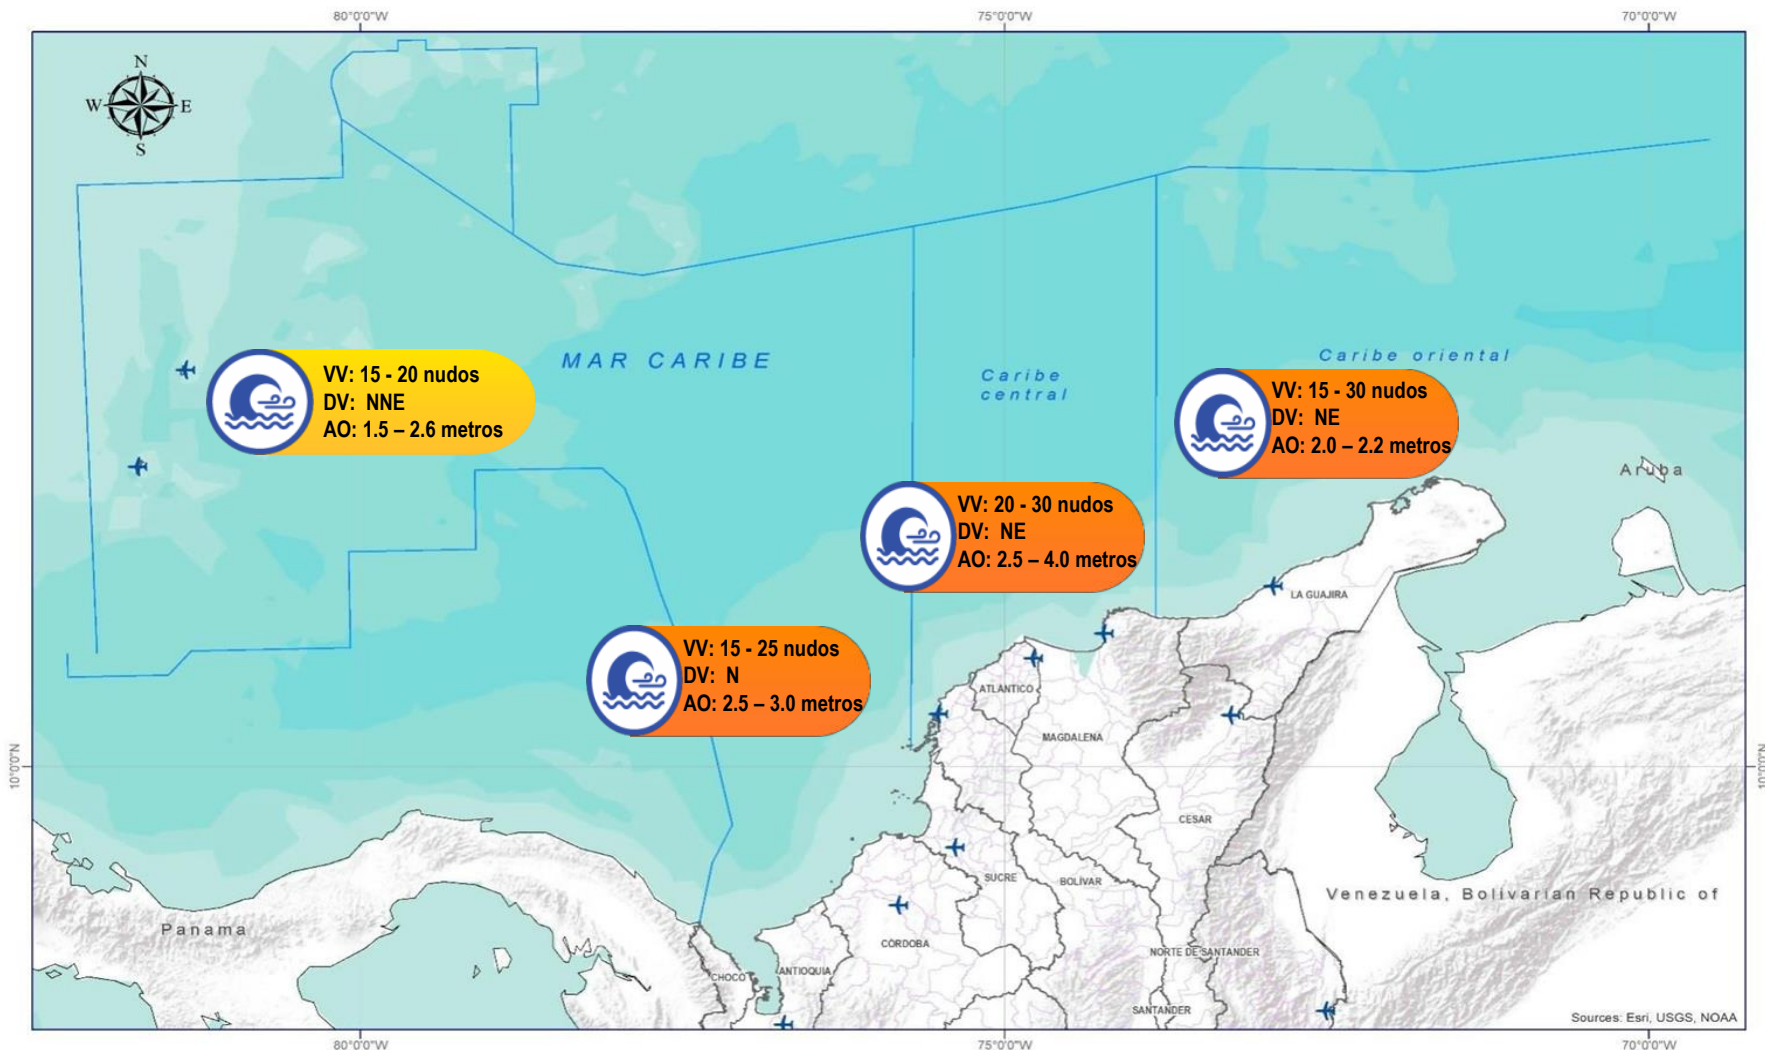 80°0'0"W
75°0'0"W
70°0'0"W
N
W
E
S
MAR CARIBE
Caribe
central
Caribe oriental
VV: 15 - 20 nudos
DV: NNE
AO: 1.5 – 2.6 metros
VV: 15 - 30 nudos
DV: NE
AO: 2.0 – 2.2 metros
Aruba
VV: 20 - 30 nudos
DV: NE
AO: 2.5 – 4.0 metros
LA GUAJIRA
VV: 15 - 25 nudos
DV: N
AO: 2.5 – 3.0 metros
ATLANTICO
MAGDALENA
10°0'0"N
10°0'0"N
CESAR
SUCRE
BOLÍVAR
Venezuela, Bolivarian Republic of
Panama
CÓRDOBA
NORTE DE SANTANDER
CHOCO
ANTIOQUIA
SANTANDER
Sources: Esri, USGS, NOAA
80°0'0"W
75°0'0"W
70°0'0"W